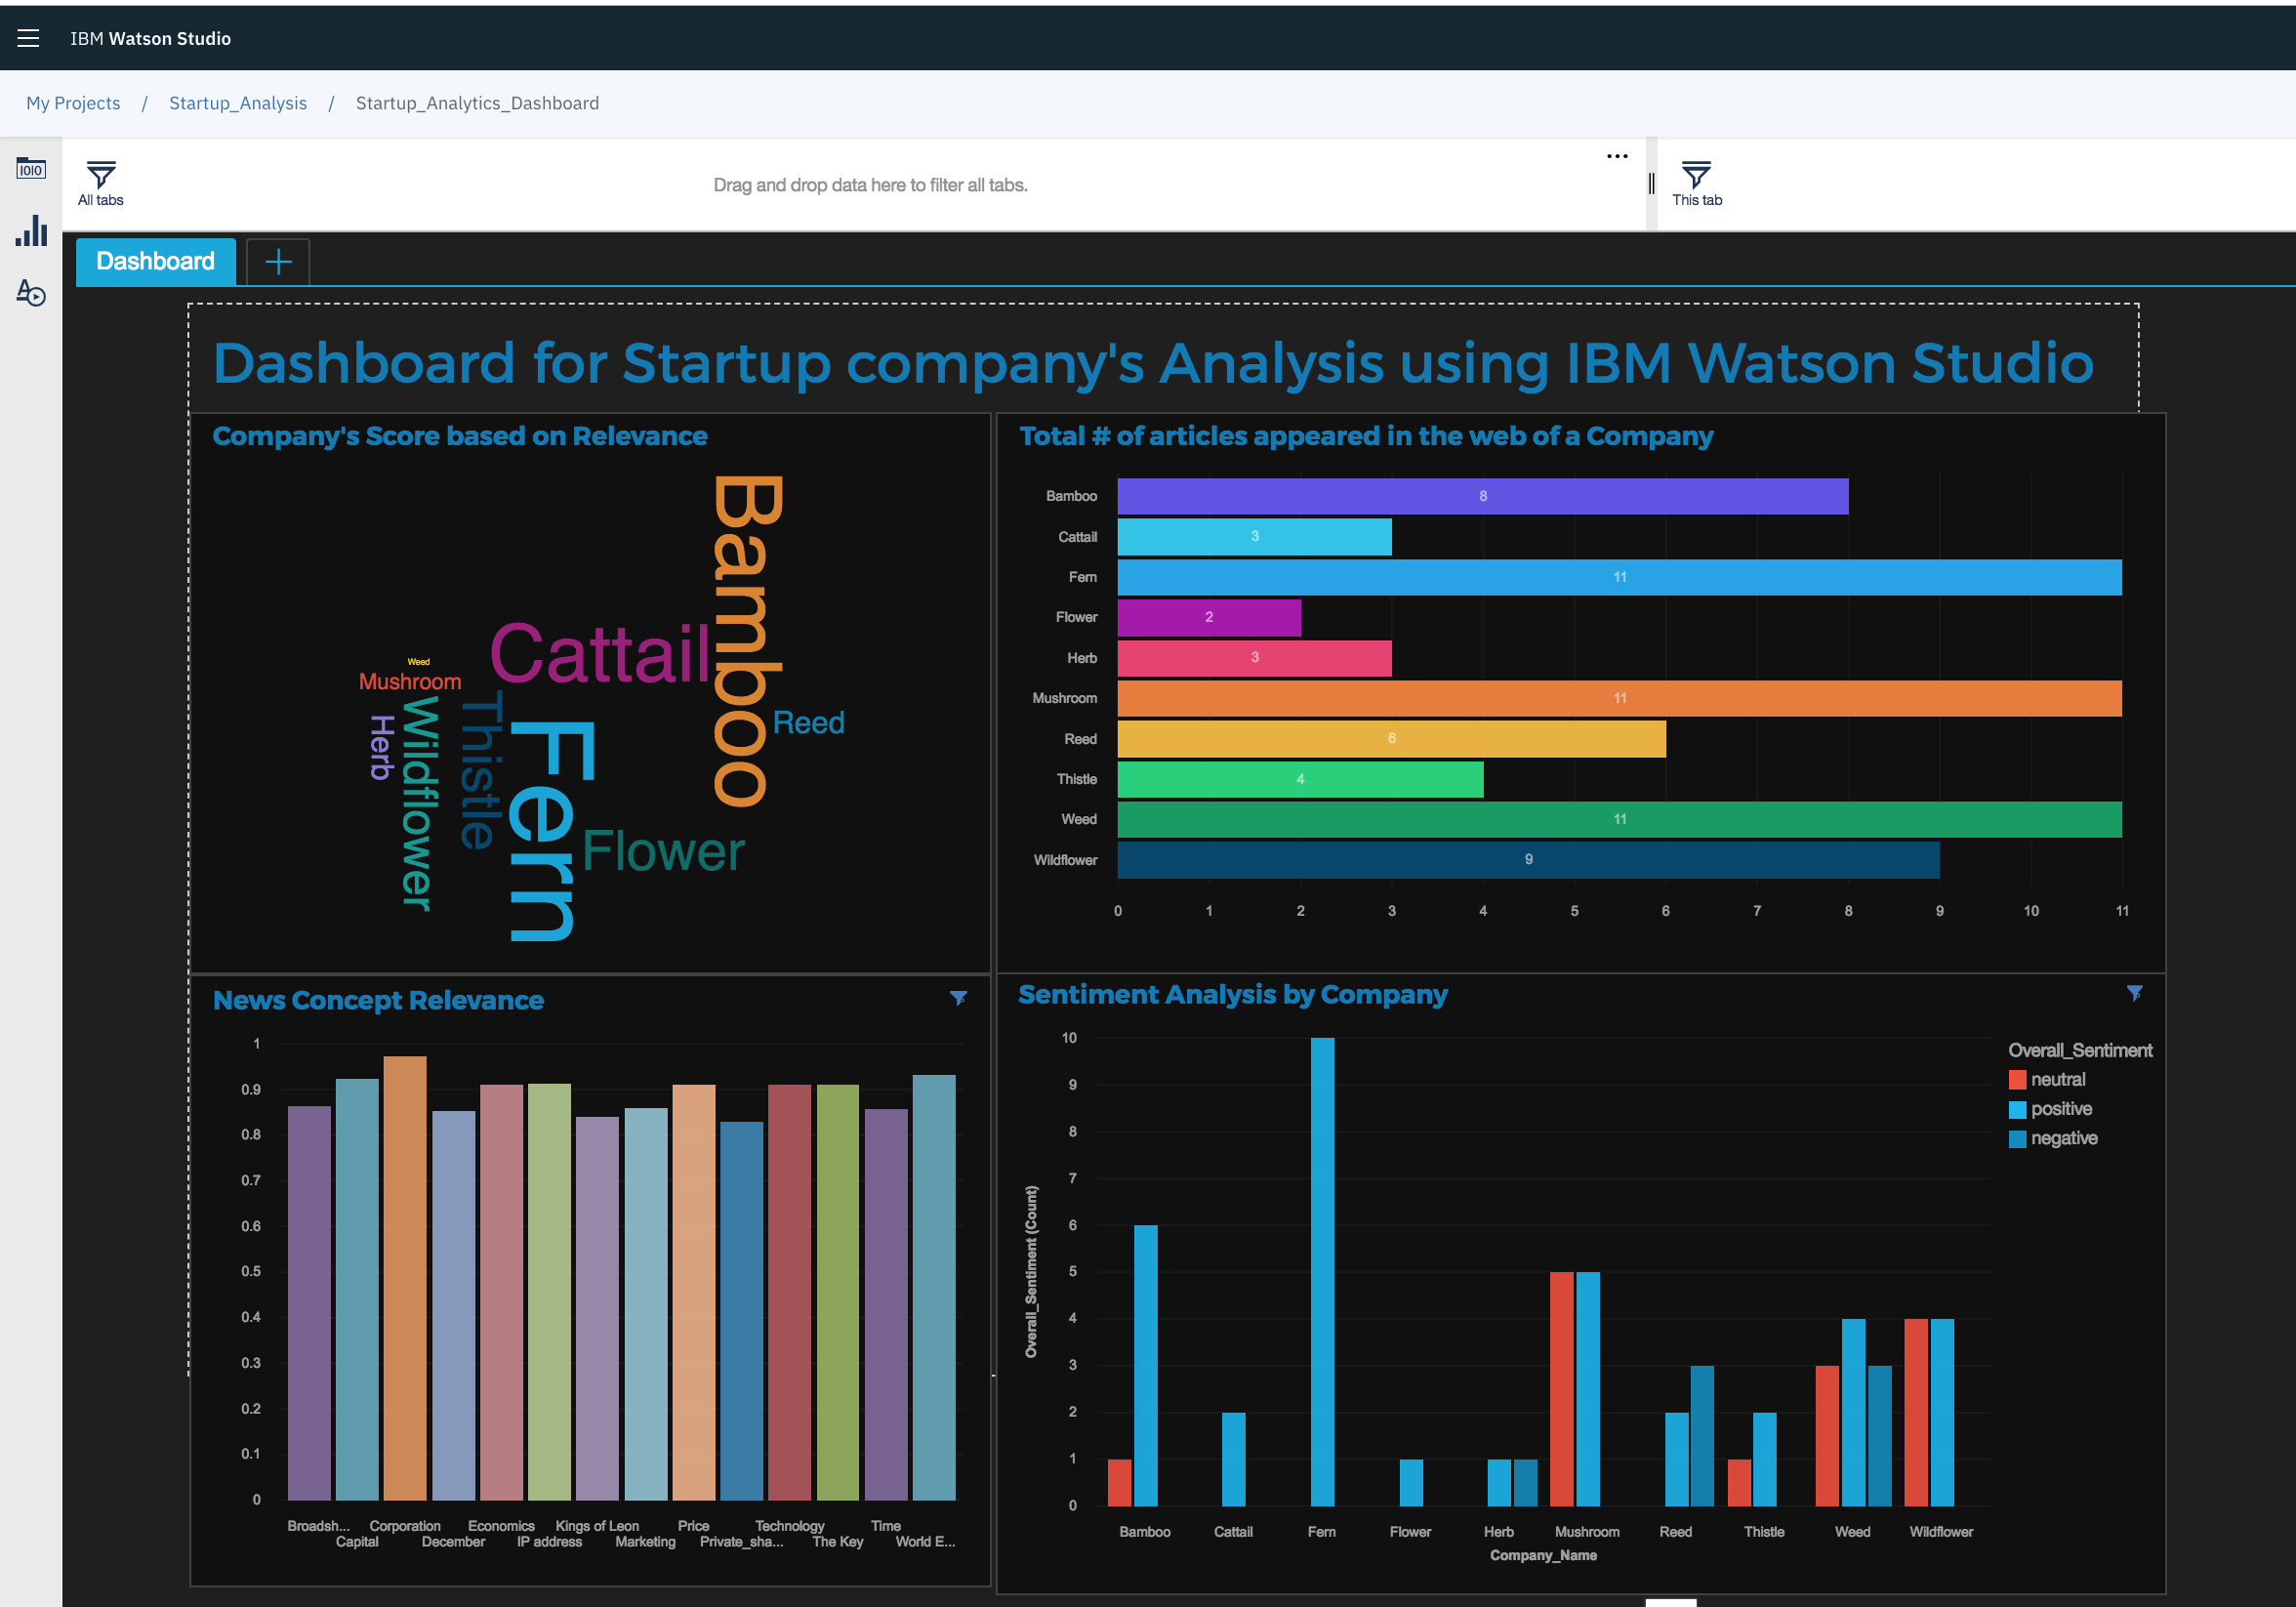 IBM Watson Studio
My Projects / Startup_Analysis / Startup_Analytics_Dashboard
All tabs
Drag and drop data here to filter all tabs.
...
This tab
Dashboard
Dashboard for Startup company's Analysis using IBM Watson Studio
Company's Score based on Relevance
Bamboo
Cattail
Weed
Mushroom
Thistle
Wildflower
Herb
Reed
Fern
Flower
Total # of articles appeared in the web of a Company
Bamboo 8
Cattail 3
Fern 11
Flower 2
Herb 3
Mushroom 11
Reed 6
Thistle 4
Weed 11
Wildflower 9
0 1 2 3 4 5 6 7 8 9 10 11
News Concept Relevance
1
0.9
0.8
0.7
0.6
0.5
0.4
0.3
0.2
0.1
0
Broadsh... Corporation Economics Kings of Leon Price Technology Time
Capital December IP address Marketing Private_sha... The Key World E...
Sentiment Analysis by Company
10
9
8
7
6
5
4
3
2
1
0
Overall_Sentiment (Count)
Bamboo Cattail Fern Flower Herb Mushroom Reed Thistle Weed Wildflower
Company_Name
Overall_Sentiment
neutral
positive
negative